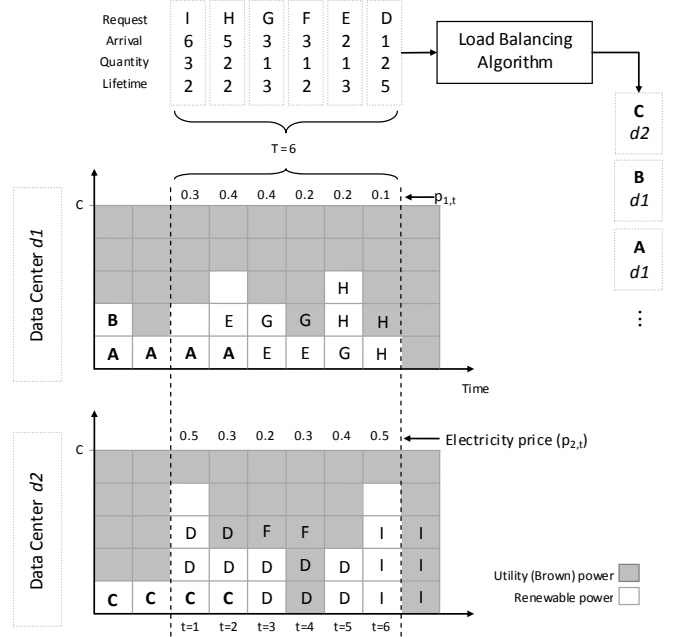 Request I H G F E D
Arrival 6 5 3 3 2 1
Quantity 3 2 1 1 1 2
Lifetime 2 2 3 2 3 5
Load Balancing
Algorithm
C
d2
B
d1
A
d1
⋮
T = 6
Data Center d1
0.3 0.4 0.4 0.2 0.2 0.1 p1,t
C
H
B E G G H H
A A A A E E G H
Time
Data Center d2
0.5 0.3 0.2 0.3 0.4 0.5 Electricity price (p2,t)
C
D D F F I I
D D D D D I I
C C C C D D D I I
t=1 t=2 t=3 t=4 t=5 t=6
Utility (Brown) power
Renewable power